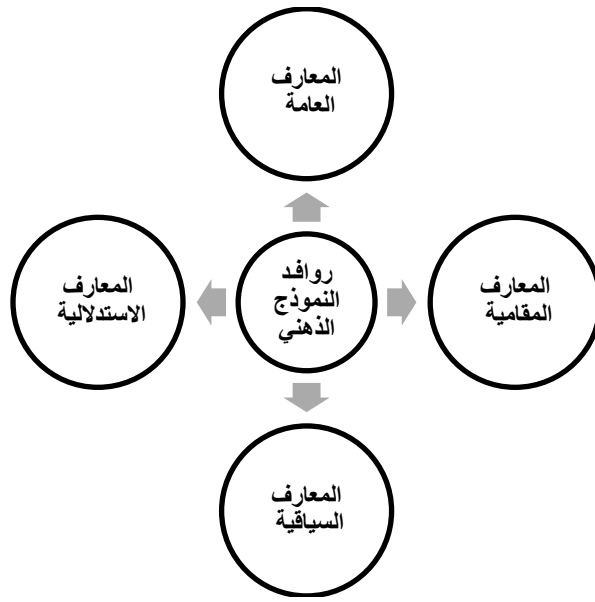 المعارف
العامة
المعارف
المقامية
روافد
النموذج
الذهني
المعارف
الاستدلالية
المعارف
السياقية